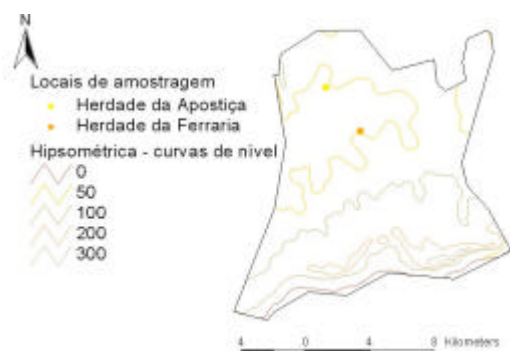 N
Locais de amostragem
Herdade da Apostiça
Herdade da Ferraria
Hipsométrica - curvas de nivel
0
50
100
200
300
4 0 4 8 Kilometers